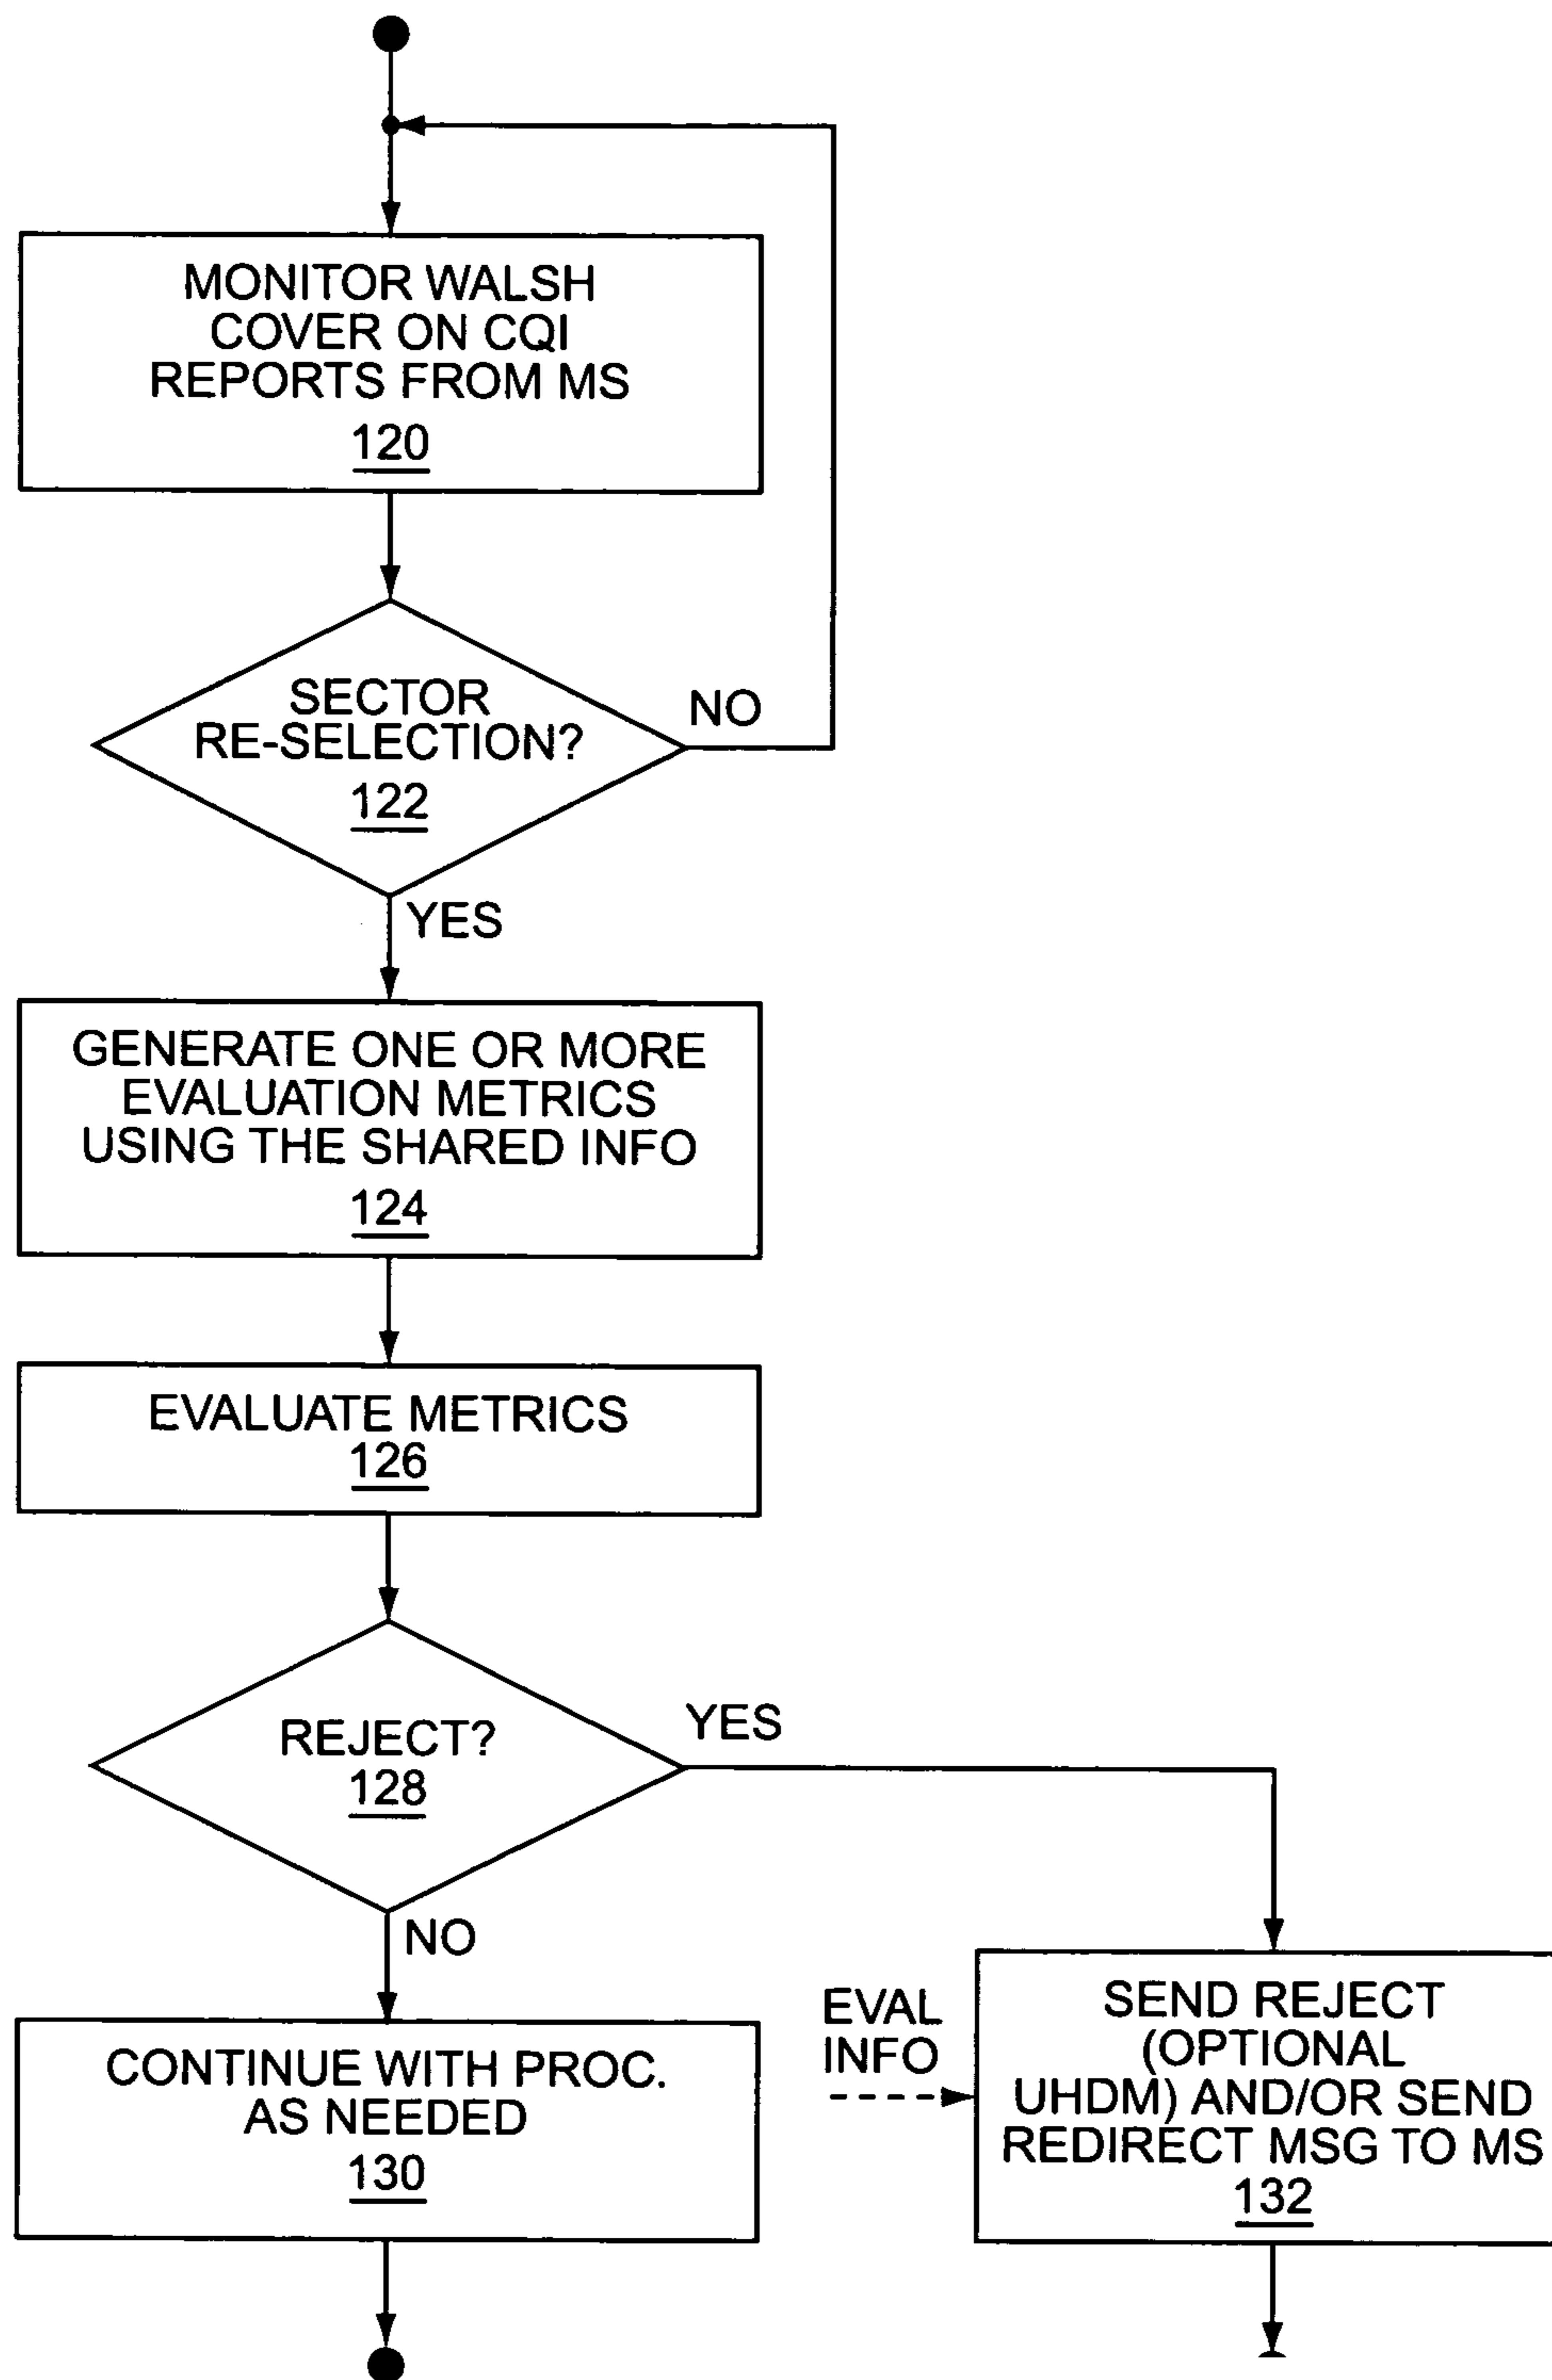 MONITOR WALSH
COVER ON CQI
REPORTS FROM MS
120
SECTOR
RE-SELECTION?
122
NO
YES
GENERATE ONE OR MORE
EVALUATION METRICS
USING THE SHARED INFO
124
EVALUATE METRICS
126
REJECT?
128
YES
NO
CONTINUE WITH PROC.
AS NEEDED
130
EVAL
INFO
SEND REJECT
(OPTIONAL
UHDM) AND/OR SEND
REDIRECT MSG TO MS
132